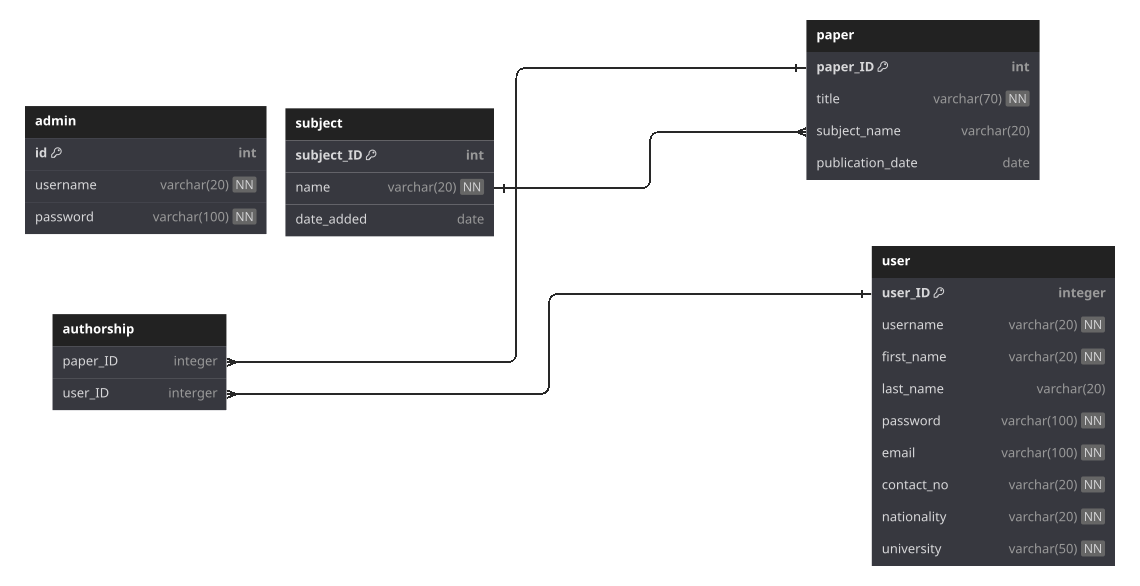 paper
paper_ID int
title varchar(70) NN
subject_name varchar(20)
publication_date date
admin
id int
username varchar(20) NN
password varchar(100) NN
subject
subject_ID int
name varchar(20) NN
date_added date
authorship
paper_ID integer
user_ID interger
user
user_ID integer
username varchar(20) NN
first_name varchar(20) NN
last_name varchar(20)
password varchar(100) NN
email varchar(100) NN
contact_no varchar(20) NN
nationality varchar(20) NN
university varchar(50) NN